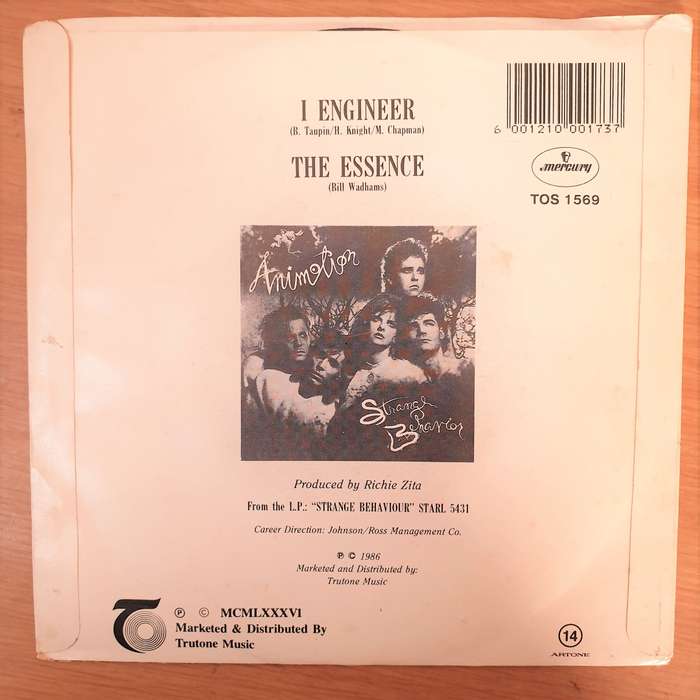 I ENGINEER
(B. Taupin/H. Knight/M. Chapman)
THE ESSENCE
(Bill Wadhams)
6 001210 001737
mercury
TOS 1569
Animotion
Strange
Behavior
Produced by Richie Zita
From the L.P.: “STRANGE BEHAVIOUR” STARL 5431
Career Direction: Johnson/Ross Management Co.
℗ © 1986
Marketed and Distributed by:
Trutone Music
℗ © MCMLXXXVI
Marketed & Distributed By
Trutone Music
14
ARTONE